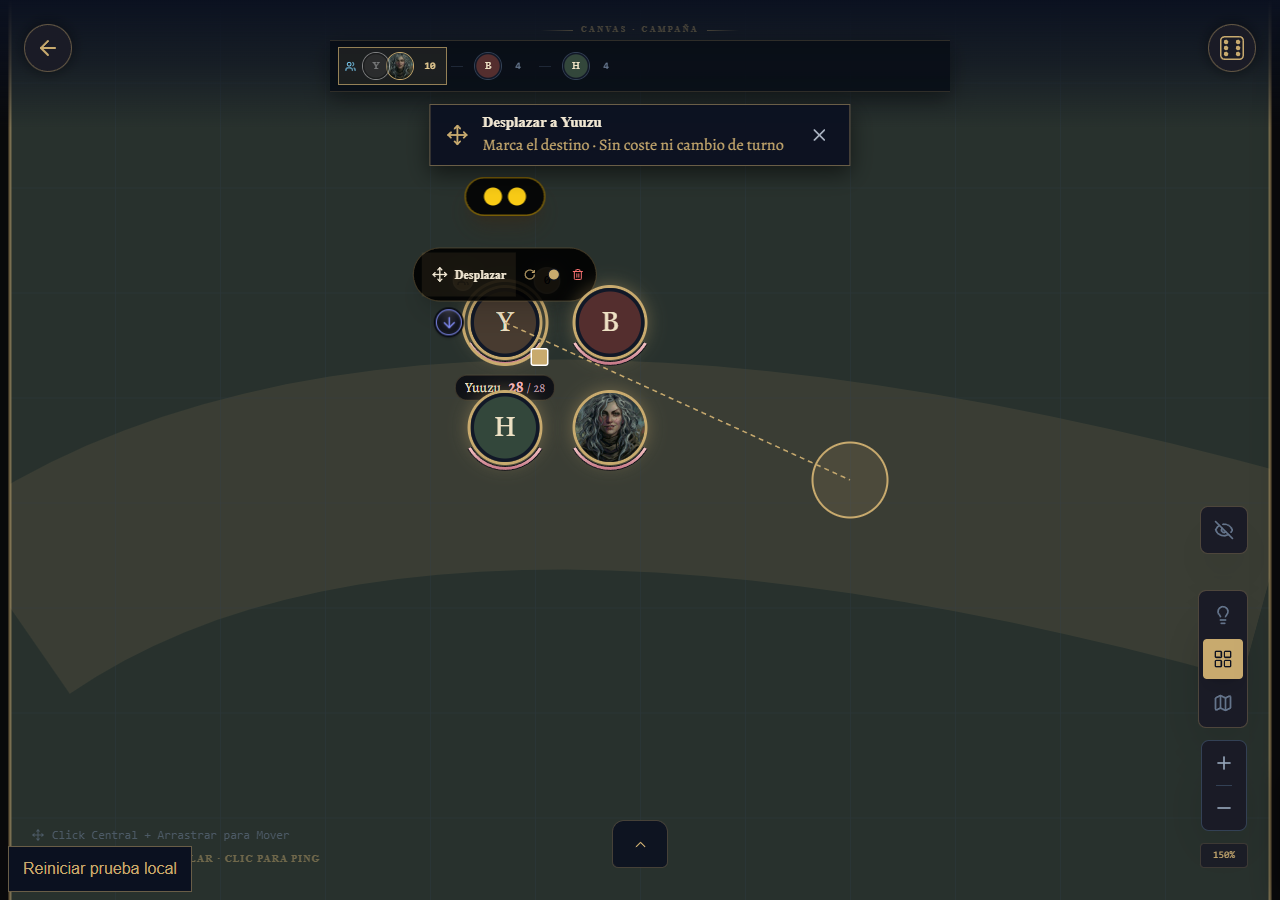 CANVAS · CAMPAÑA
Y 10 B 4 H 4
Desplazar a Yuuzu
Marca el destino · Sin coste ni cambio de turno
Desplazar
Y
B
Yuuzu 28 / 28
H
Click Central + Arrastrar para Mover
LAR · CLIC PARA PING
Reiniciar prueba local
150%